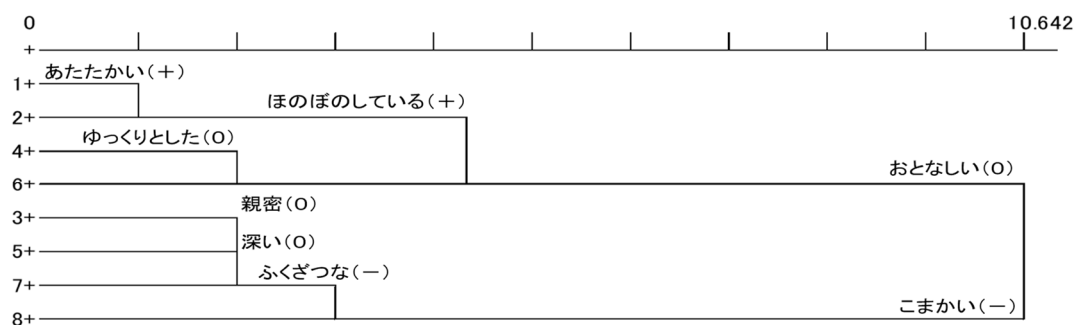 0 10.642
+
あたたかい(+)
1+
ほのぼのしている(+)
2+
ゆっくりとした(0)
4+
おとなしい(0)
6+
親密(0)
3+
深い(0)
5+
ふくざつな(-)
7+
こまかい(-)
8+